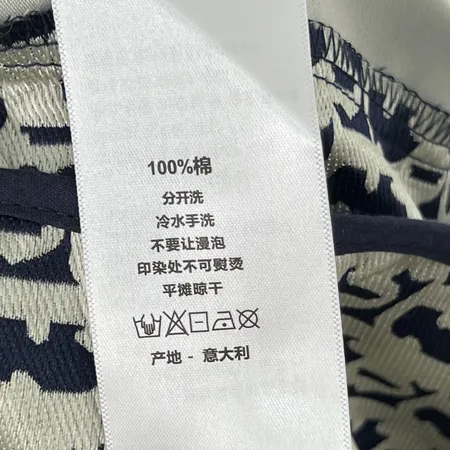 100%棉
分开洗
冷水手洗
不要让漫泡
印染处不可熨烫
平摊晾干
产地 - 意大利